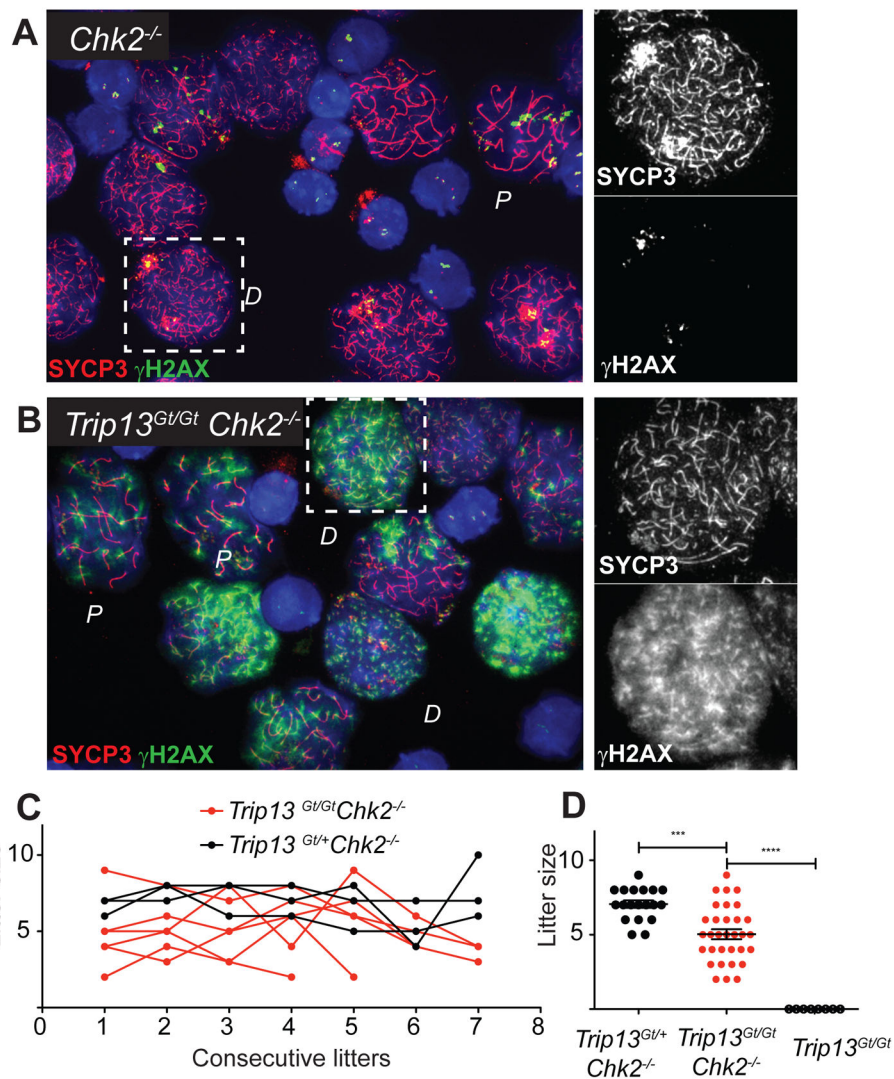 A
Chk2-/-
P
D
SYCP3 γH2AX
SYCP3
γH2AX
B
Trip13Gt/Gt Chk2-/-
D
P
P
D
SYCP3 γH2AX
SYCP3
γH2AX
C
Trip13 Gt/GtChk2-/-
Trip13 Gt/+Chk2-/-
10
5
0 1 2 3 4 5 6 7 8
Consecutive litters
D
***
****
Litter size
10
5
0
Trip13Gt/+
Chk2-/-
Trip13Gt/Gt
Chk2-/-
Trip13Gt/Gt